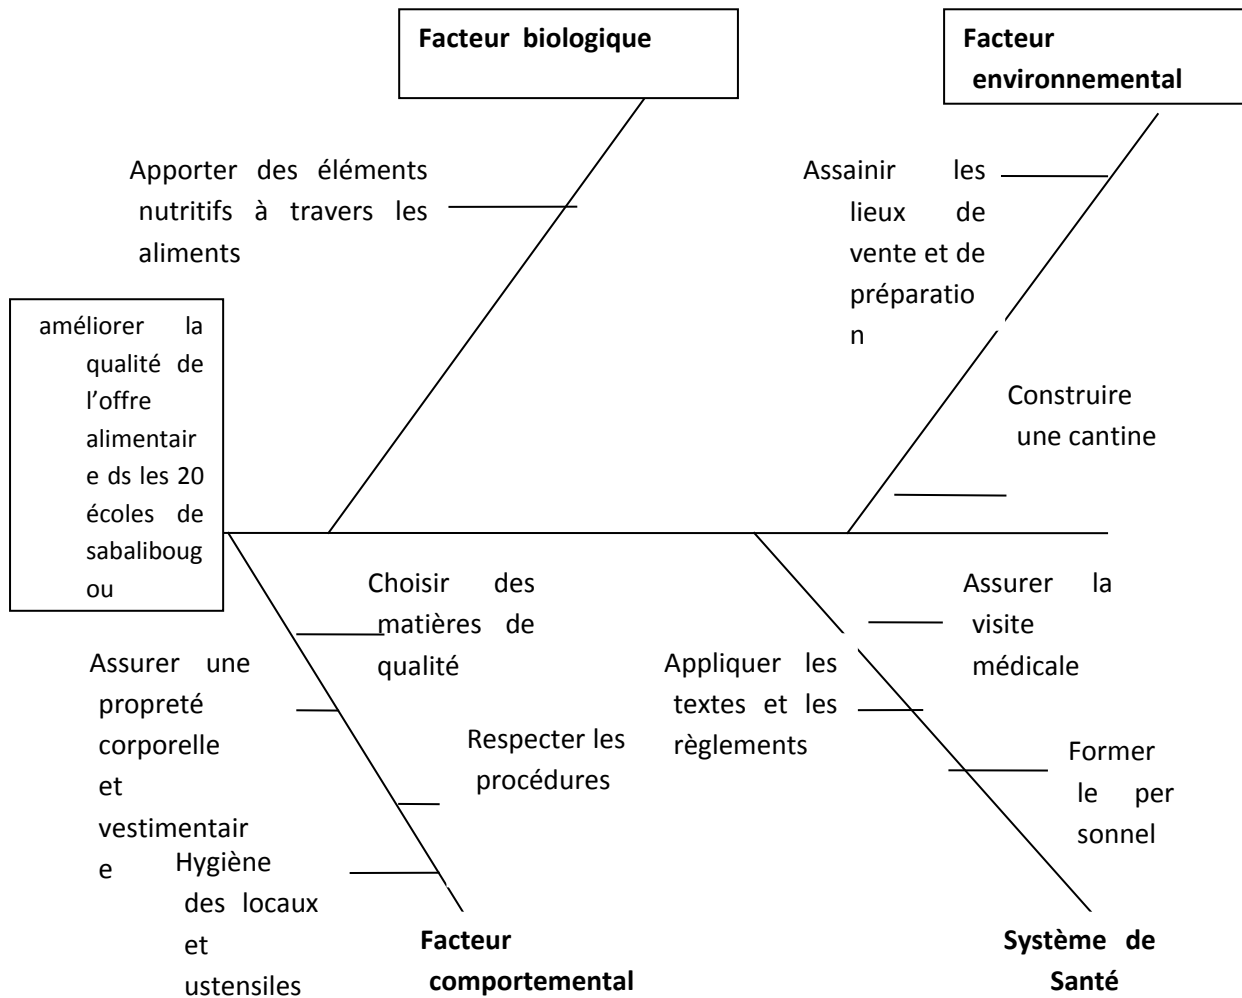 Facteur biologique
Facteur
environnemental
Apporter des éléments
nutritifs à travers les
aliments
Assainir les
lieux de
vente et de
préparatio
n
améliorer la
qualité de
l’offre
alimentair
e ds les 20
écoles de
sabaliboug
ou
Construire
une cantine
Choisir des
matières de
qualité
Assurer la
visite
médicale
Assurer une
propreté
corporelle
et
vestimentair
e
Appliquer les
textes et les
règlements
Respecter les
procédures
Former
le per
sonnel
Hygiène
des locaux
et
ustensiles
Facteur
comportemental
Système de
Santé